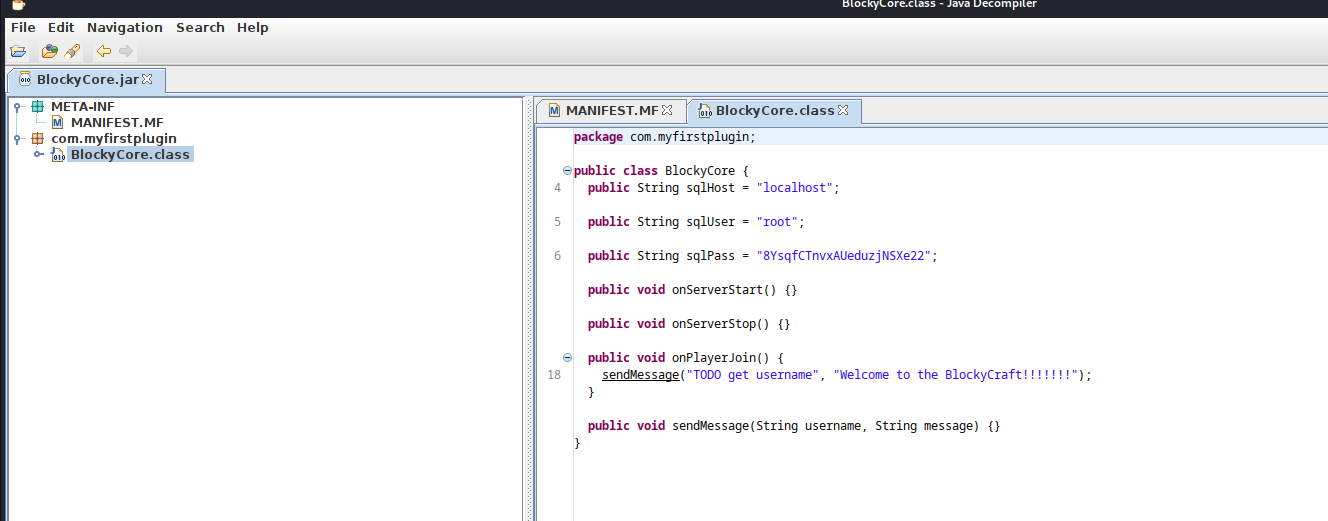 BlockyCore.class - Java Decompiler
File Edit Navigation Search Help
BlockyCore.jar
META-INF
MANIFEST.MF
com.myfirstplugin
BlockyCore.class
MANIFEST.MF BlockyCore.class
package com.myfirstplugin;
public class BlockyCore {
4 public String sqlHost = "localhost";
5 public String sqlUser = "root";
6 public String sqlPass = "8YsqfCTnvxAUeduzjNSXe22";
public void onServerStart() {}
public void onServerStop() {}
public void onPlayerJoin() {
18 sendMessage("TODO get username", "Welcome to the BlockyCraft!!!!!!!");
}
public void sendMessage(String username, String message) {}
}